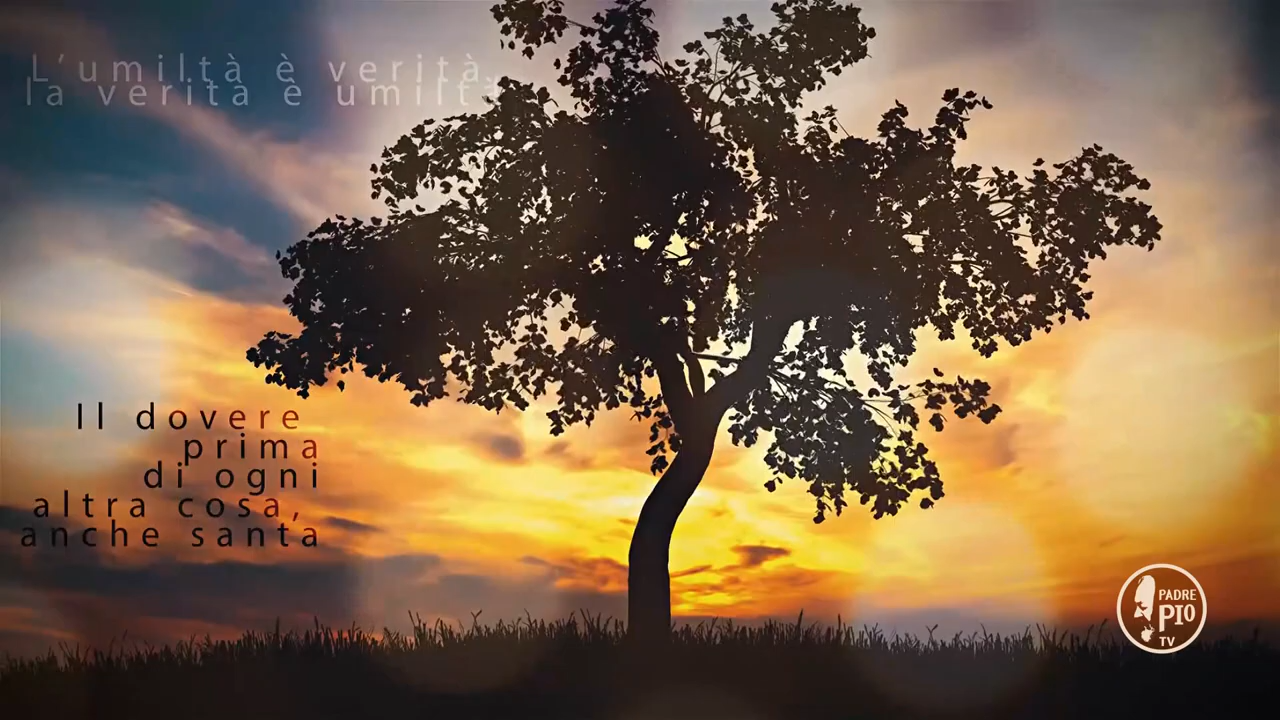 L'umiltà è verità,
la verità è umiltà
Il dovere
prima
di ogni
altra cosa,
anche santa
PADRE
PIO
TV